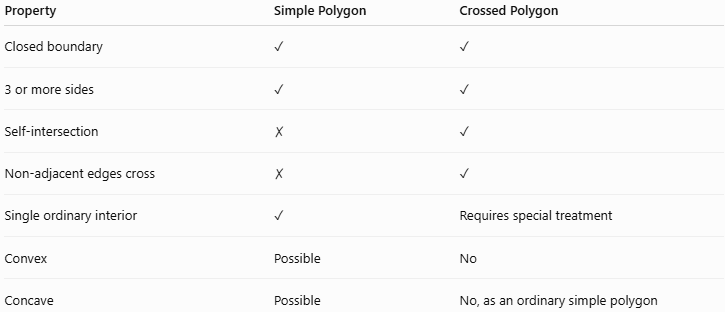 Property Simple Polygon Crossed Polygon
Closed boundary ✓ ✓
3 or more sides ✓ ✓
Self-intersection ✗ ✓
Non-adjacent edges cross ✗ ✓
Single ordinary interior ✓ Requires special treatment
Convex Possible No
Concave Possible No, as an ordinary simple polygon